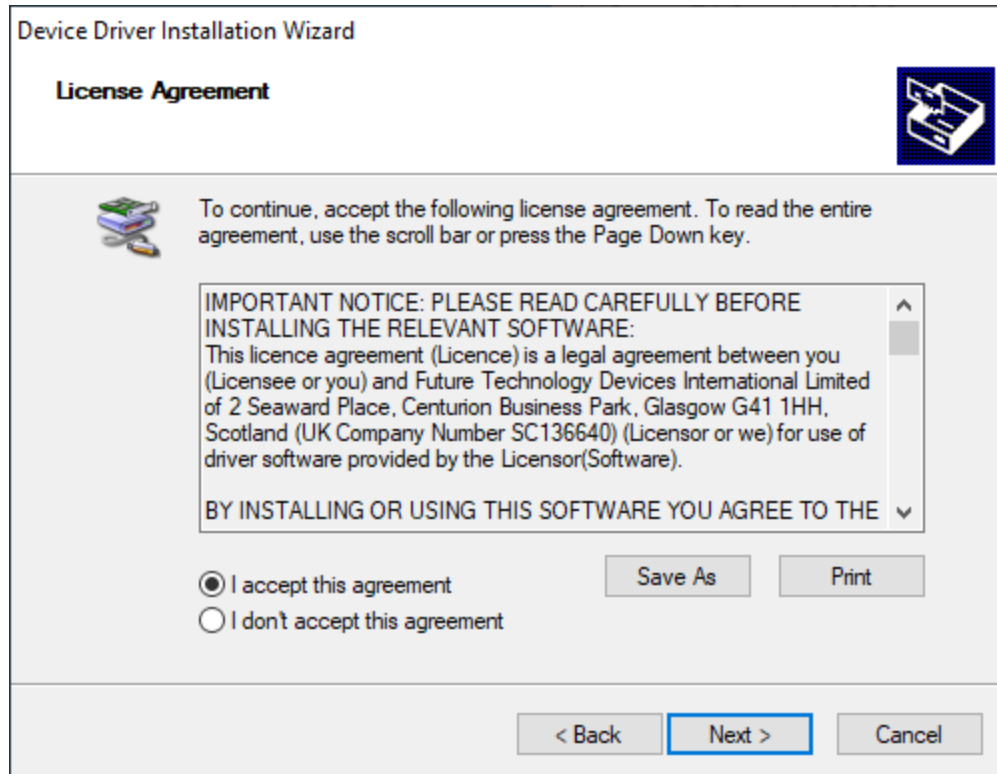 Device Driver Installation Wizard
License Agreement
To continue, accept the following license agreement. To read the entire
agreement, use the scroll bar or press the Page Down key.
IMPORTANT NOTICE: PLEASE READ CAREFULLY BEFORE
INSTALLING THE RELEVANT SOFTWARE:
This licence agreement (Licence) is a legal agreement between you
(Licensee or you) and Future Technology Devices International Limited
of 2 Seaward Place, Centurion Business Park, Glasgow G41 1HH,
Scotland (UK Company Number SC136640) (Licensor or we) for use of
driver software provided by the Licensor(Software).
BY INSTALLING OR USING THIS SOFTWARE YOU AGREE TO THE
I accept this agreement
Save As
Print
I don't accept this agreement
< Back
Next >
Cancel